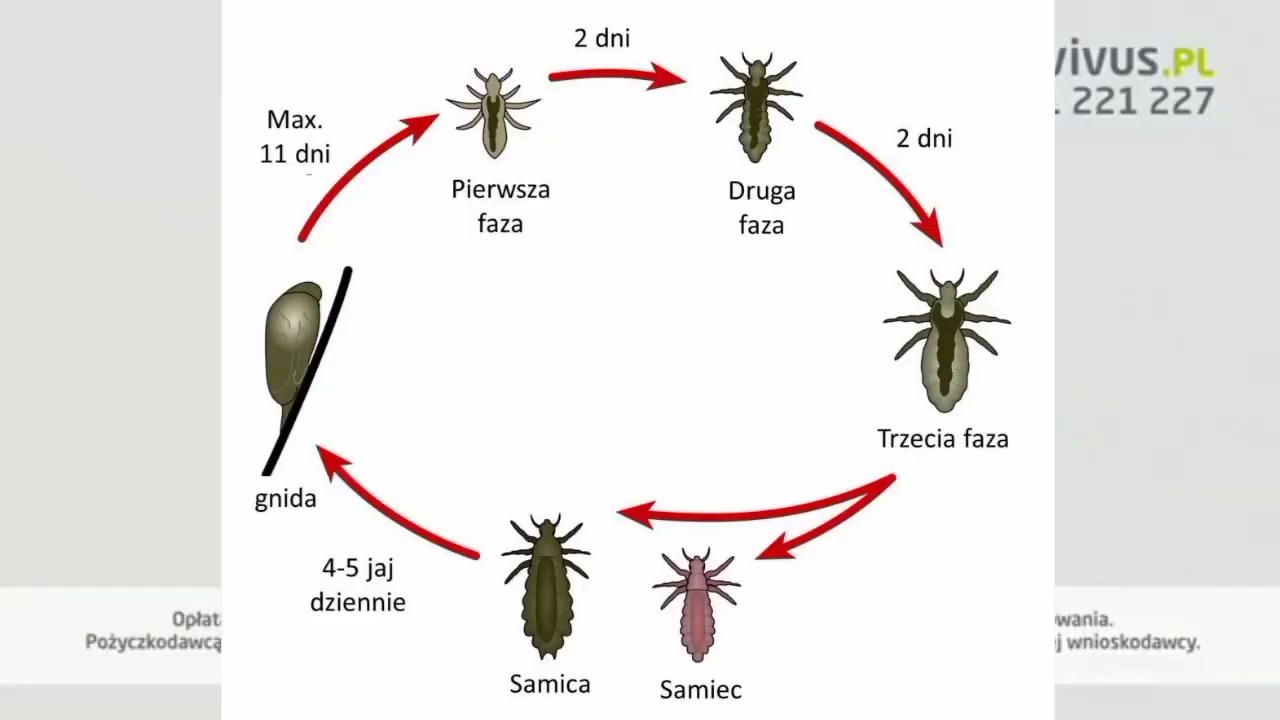 2 dni
vivus.PL
221 227
Max.
11 dni
2 dni
Pierwsza
faza
Druga
faza
Trzecia faza
gnida
4-5 jaj
dziennie
Samica
Samiec
Pożyczkodawcą
wnioskodawcy.